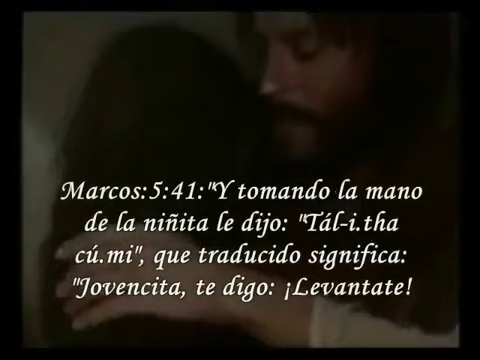 Marcos:5:41:"Y tomando la mano
de la niñita le dijo: "Tál-i.tha
cú.mi", que traducido significa:
"Jovencita, te digo: ¡Levantate!